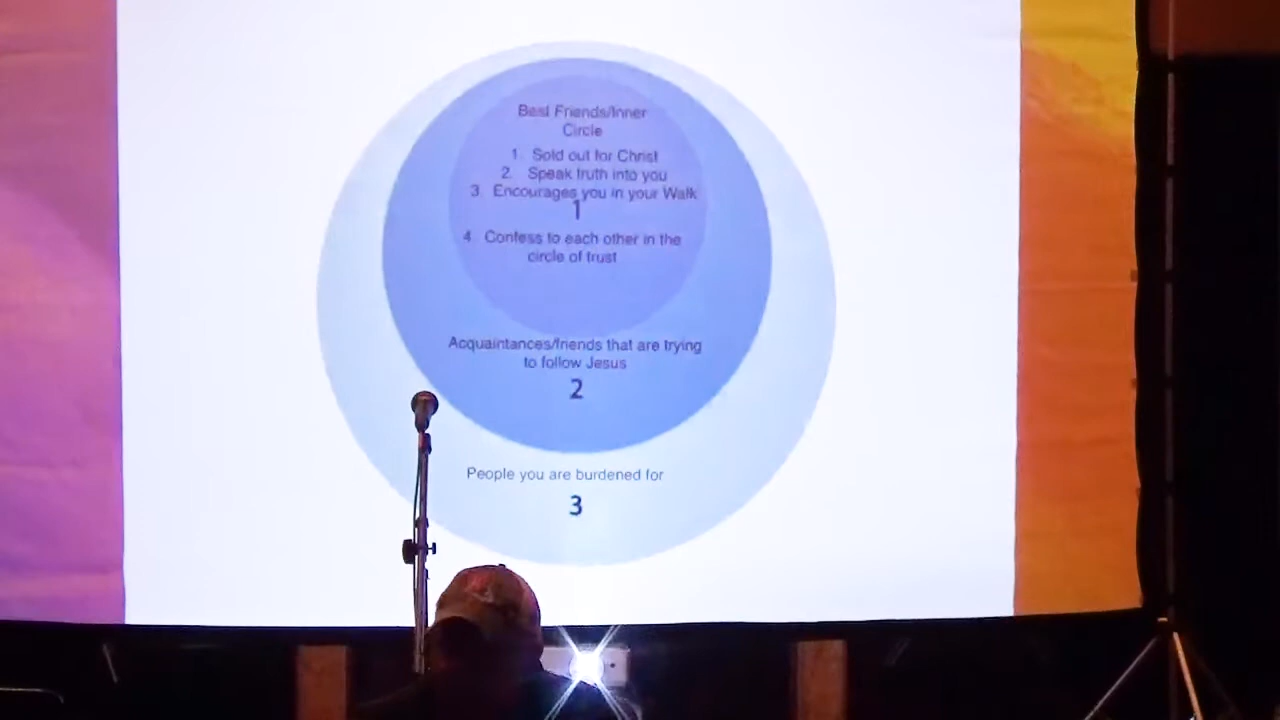 Best Friends/Inner
Circle
1. Sold out for Christ
2. Speak truth into you
3. Encourages you in your Walk
1
4. Confess to each other in the
circle of trust
Acquaintances/friends that are trying
to follow Jesus
2
People you are burdened for
3